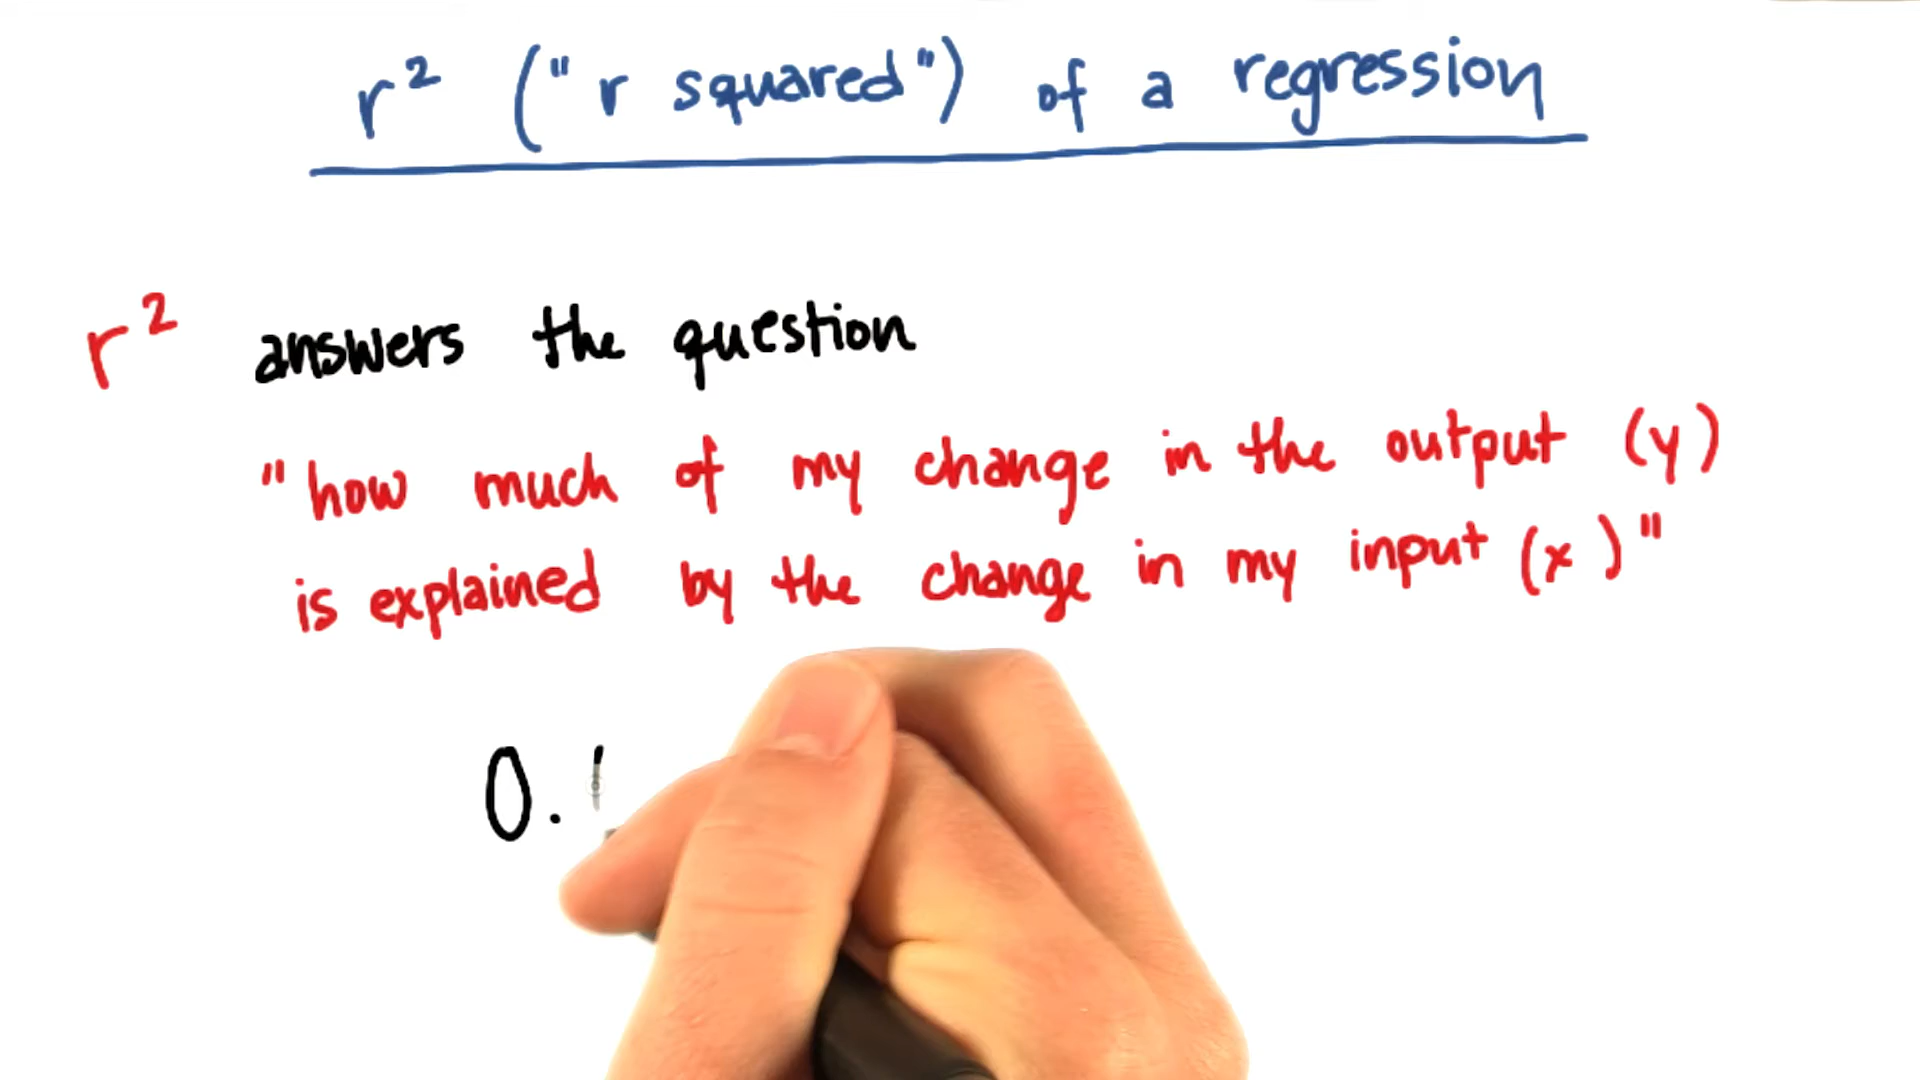 r² ("r squared") of a regression
r² answers the question
"how much of my change in the output (y)
is explained by the change in my input (x)"
0.